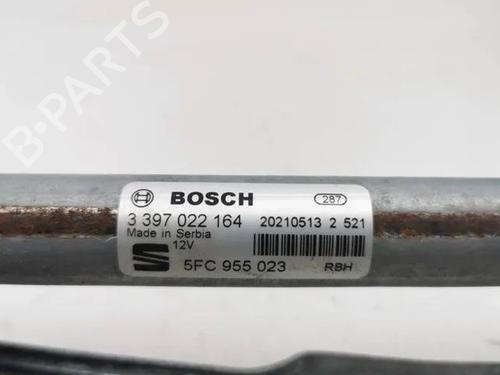 B-PARTS
BOSCH
287
3 397 022 164
20210513 2 521
Made in Serbia
12V
5FC 955 023
RBH